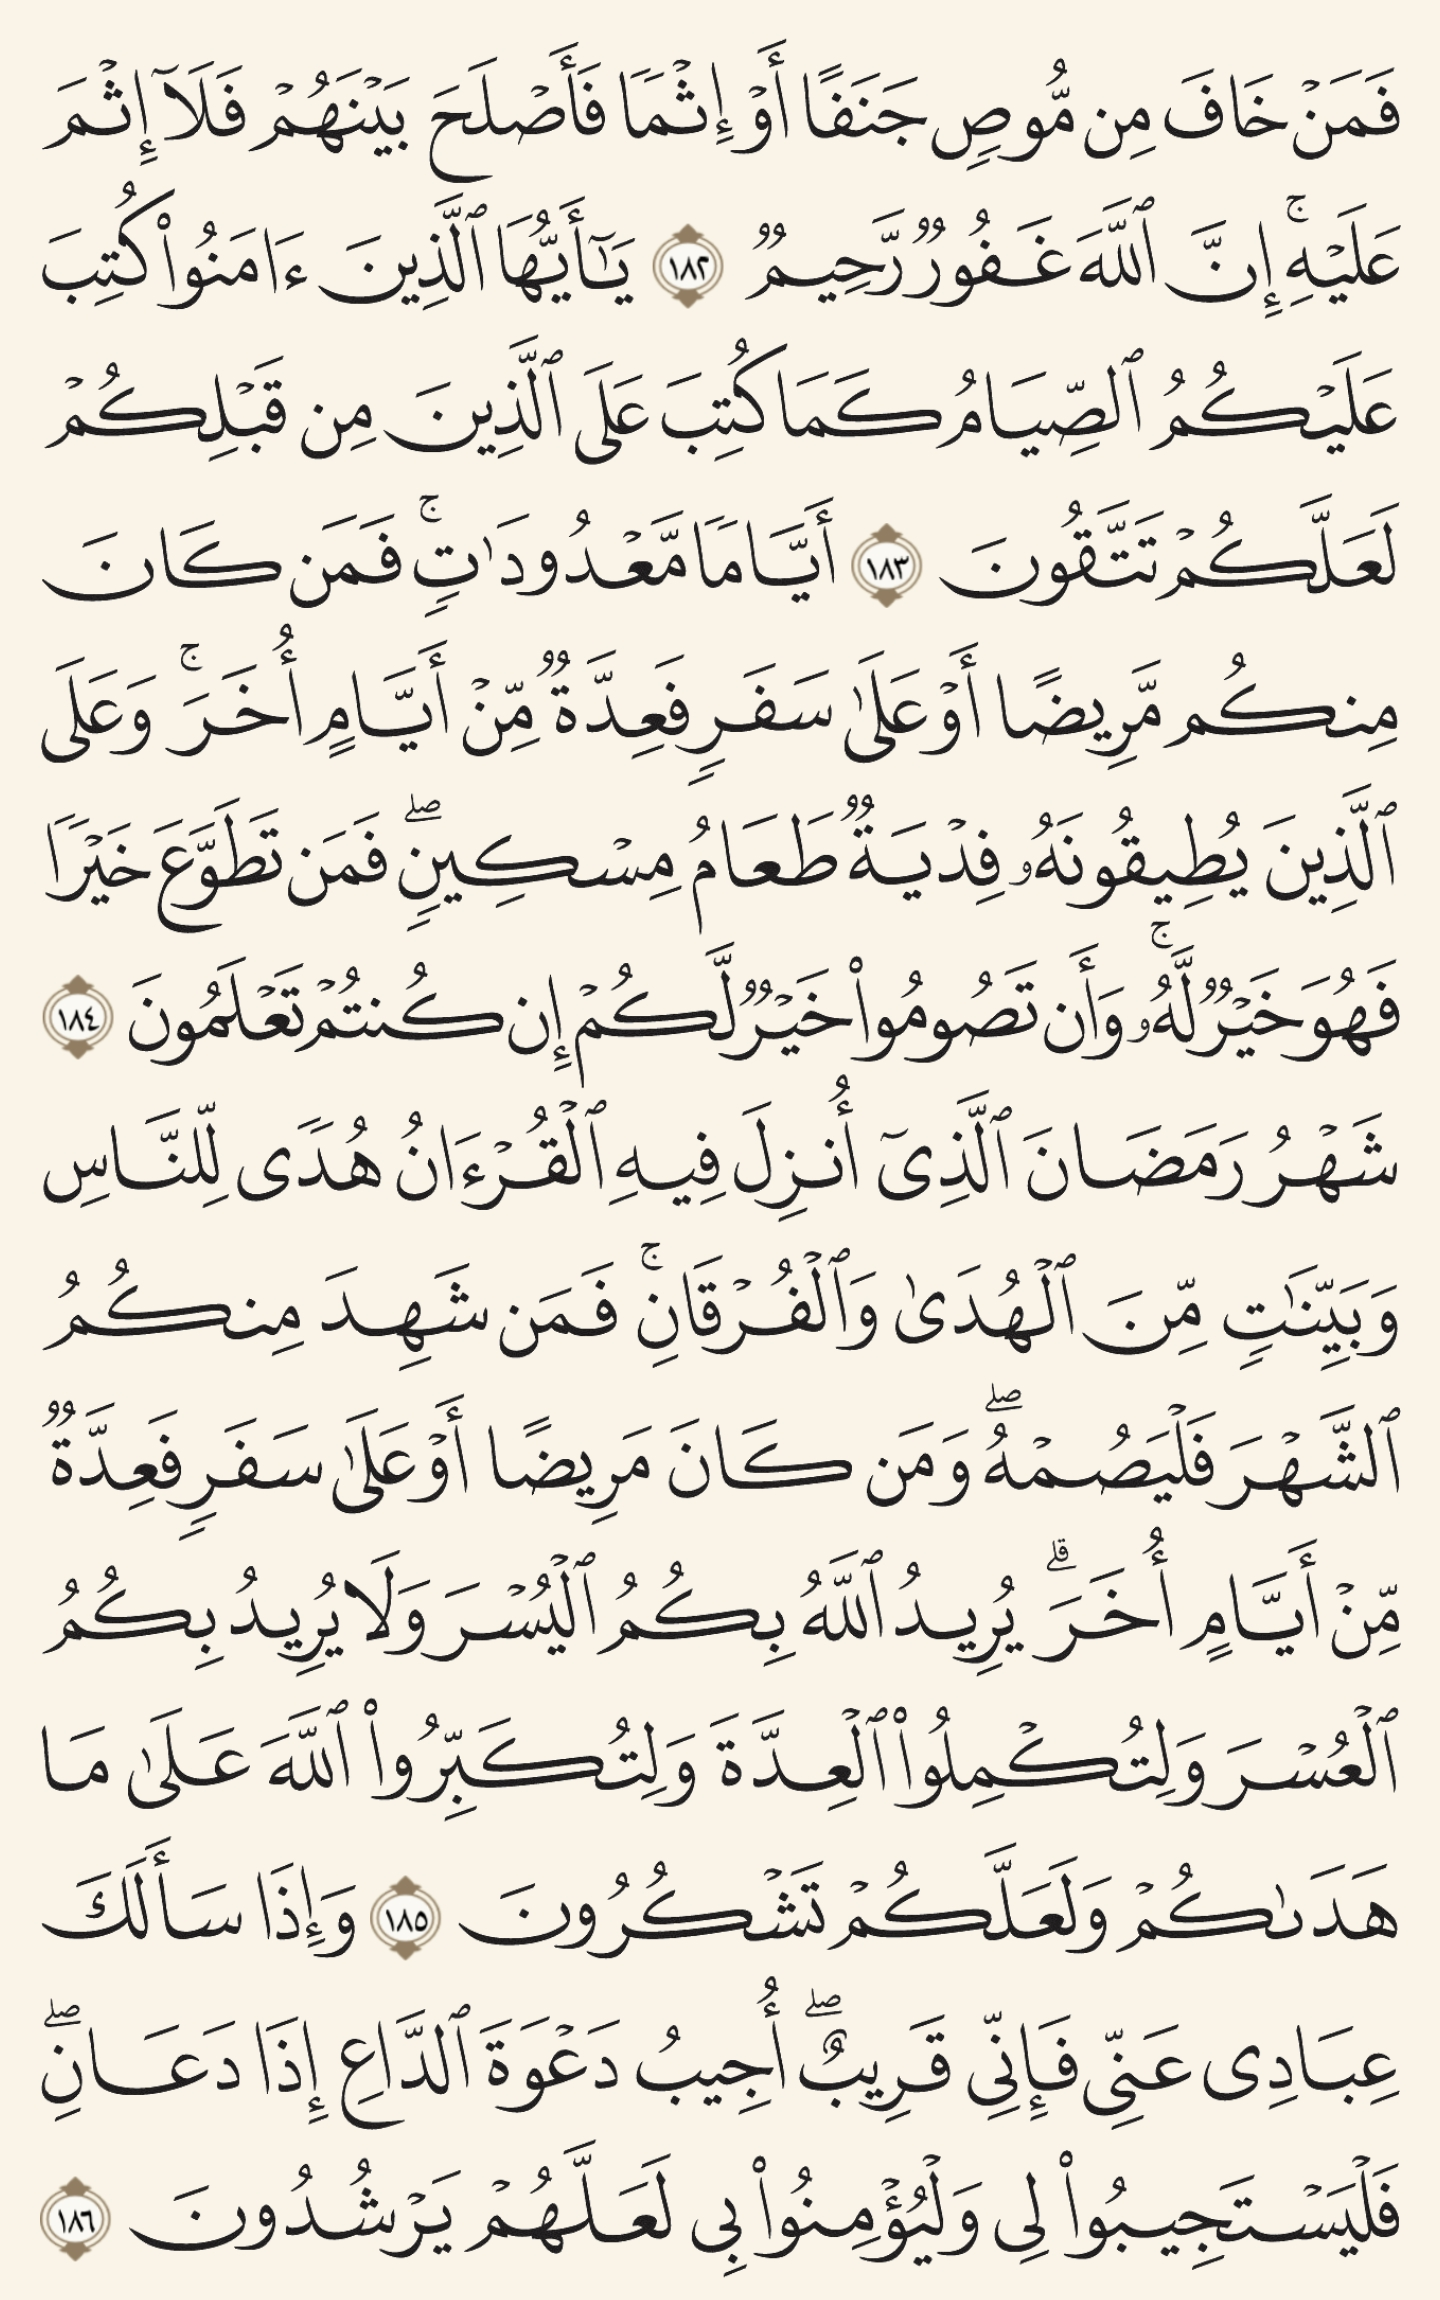 فَمَنْ خَافَ مِن مُّوصٍ جَنَفًا أَوْ إِثْمًا فَأَصْلَحَ بَيْنَهُمْ فَلَآ إِثْمَ
عَلَيْهِ ۚ إِنَّ ٱللَّهَ غَفُورٌ رَّحِيمٌ ١٨٢ يَٰٓأَيُّهَا ٱلَّذِينَ ءَامَنُوا۟ كُتِبَ
عَلَيْكُمُ ٱلصِّيَامُ كَمَا كُتِبَ عَلَى ٱلَّذِينَ مِن قَبْلِكُمْ
لَعَلَّكُمْ تَتَّقُونَ ١٨٣ أَيَّامًا مَّعْدُودَٰتٍ ۚ فَمَن كَانَ
مِنكُم مَّرِيضًا أَوْ عَلَىٰ سَفَرٍ فَعِدَّةٌ مِّنْ أَيَّامٍ أُخَرَ ۚ وَعَلَى
ٱلَّذِينَ يُطِيقُونَهُۥ فِدْيَةٌ طَعَامُ مِسْكِينٍ ۖ فَمَن تَطَوَّعَ خَيْرًا
فَهُوَ خَيْرٌ لَّهُۥ ۚ وَأَن تَصُومُوا۟ خَيْرٌ لَّكُمْ إِن كُنتُمْ تَعْلَمُونَ ١٨٤
شَهْرُ رَمَضَانَ ٱلَّذِىٓ أُنزِلَ فِيهِ ٱلْقُرْءَانُ هُدًى لِّلنَّاسِ
وَبَيِّنَٰتٍ مِّنَ ٱلْهُدَىٰ وَٱلْفُرْقَانِ ۚ فَمَن شَهِدَ مِنكُمُ
ٱلشَّهْرَ فَلْيَصُمْهُ ۖ وَمَن كَانَ مَرِيضًا أَوْ عَلَىٰ سَفَرٍ فَعِدَّةٌ
مِّنْ أَيَّامٍ أُخَرَ ۗ يُرِيدُ ٱللَّهُ بِكُمُ ٱلْيُسْرَ وَلَا يُرِيدُ بِكُمُ
ٱلْعُسْرَ وَلِتُكْمِلُوا۟ ٱلْعِدَّةَ وَلِتُكَبِّرُوا۟ ٱللَّهَ عَلَىٰ مَا
هَدَىٰكُمْ وَلَعَلَّكُمْ تَشْكُرُونَ ١٨٥ وَإِذَا سَأَلَكَ
عِبَادِى عَنِّى فَإِنِّى قَرِيبٌ ۖ أُجِيبُ دَعْوَةَ ٱلدَّاعِ إِذَا دَعَانِ ۖ
فَلْيَسْتَجِيبُوا۟ لِى وَلْيُؤْمِنُوا۟ بِى لَعَلَّهُمْ يَرْشُدُونَ ١٨٦